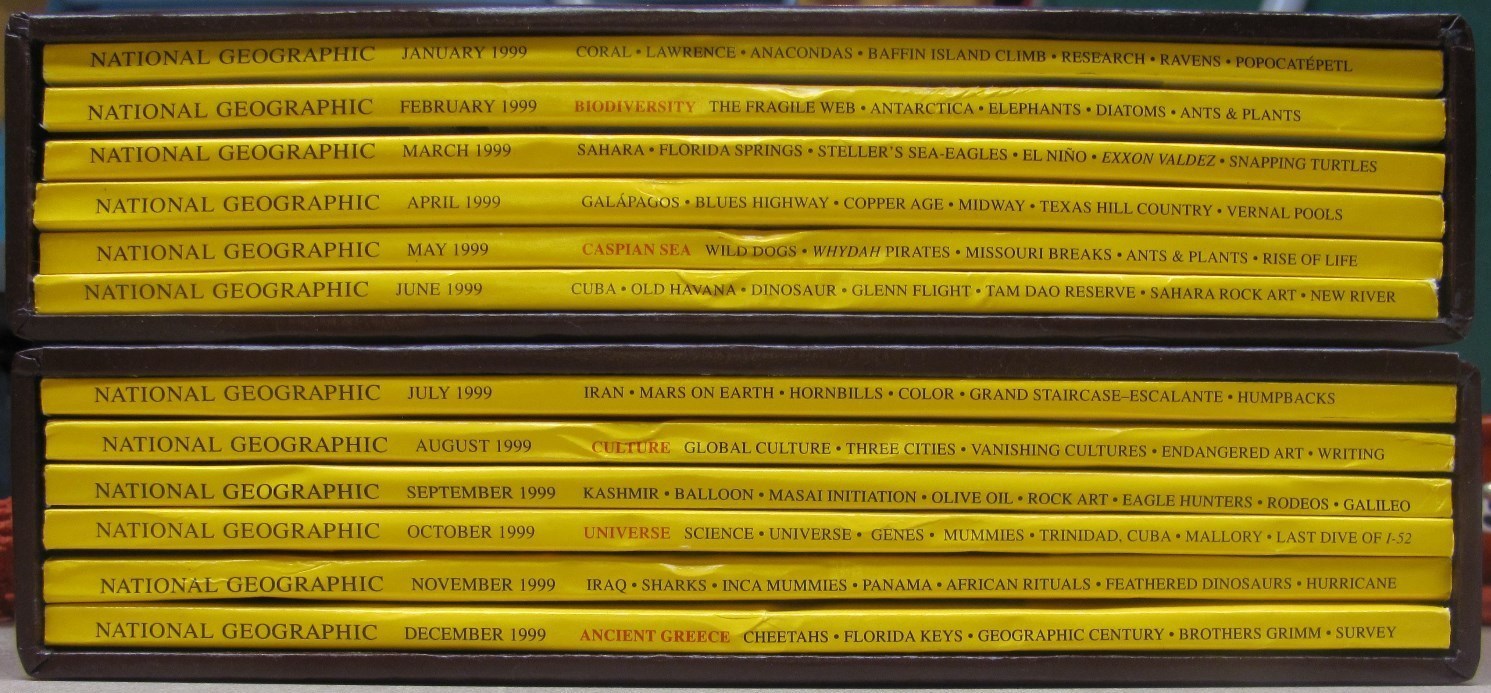 NATIONAL GEOGRAPHIC JANUARY 1999 CORAL • LAWRENCE • ANACONDAS • BAFFIN ISLAND CLIMB • RESEARCH • RAVENS • POPOCATÉPETL
NATIONAL GEOGRAPHIC FEBRUARY 1999 BIODIVERSITY THE FRAGILE WEB • ANTARCTICA • ELEPHANTS • DIATOMS • ANTS & PLANTS
NATIONAL GEOGRAPHIC MARCH 1999 SAHARA • FLORIDA SPRINGS • STELLER'S SEA-EAGLES • EL NIÑO • EXXON VALDEZ • SNAPPING TURTLES
NATIONAL GEOGRAPHIC APRIL 1999 GALÁPAGOS • BLUES HIGHWAY • COPPER AGE • MIDWAY • TEXAS HILL COUNTRY • VERNAL POOLS
NATIONAL GEOGRAPHIC MAY 1999 CASPIAN SEA WILD DOGS • WHYDAH PIRATES • MISSOURI BREAKS • ANTS & PLANTS • RISE OF LIFE
NATIONAL GEOGRAPHIC JUNE 1999 CUBA • OLD HAVANA • DINOSAUR • GLENN FLIGHT • TAM DAO RESERVE • SAHARA ROCK ART • NEW RIVER
NATIONAL GEOGRAPHIC JULY 1999 IRAN • MARS ON EARTH • HORNBILLS • COLOR • GRAND STAIRCASE–ESCALANTE • HUMPBACKS
NATIONAL GEOGRAPHIC AUGUST 1999 CULTURE GLOBAL CULTURE • THREE CITIES • VANISHING CULTURES • ENDANGERED ART • WRITING
NATIONAL GEOGRAPHIC SEPTEMBER 1999 KASHMIR • BALLOON • MASAI INITIATION • OLIVE OIL • ROCK ART • EAGLE HUNTERS • RODEOS • GALILEO
NATIONAL GEOGRAPHIC OCTOBER 1999 UNIVERSE SCIENCE • UNIVERSE • GENES • MUMMIES • TRINIDAD, CUBA • MALLORY • LAST DIVE OF I-52
NATIONAL GEOGRAPHIC NOVEMBER 1999 IRAQ • SHARKS • INCA MUMMIES • PANAMA • AFRICAN RITUALS • FEATHERED DINOSAURS • HURRICANE
NATIONAL GEOGRAPHIC DECEMBER 1999 ANCIENT GREECE CHEETAHS • FLORIDA KEYS • GEOGRAPHIC CENTURY • BROTHERS GRIMM • SURVEY